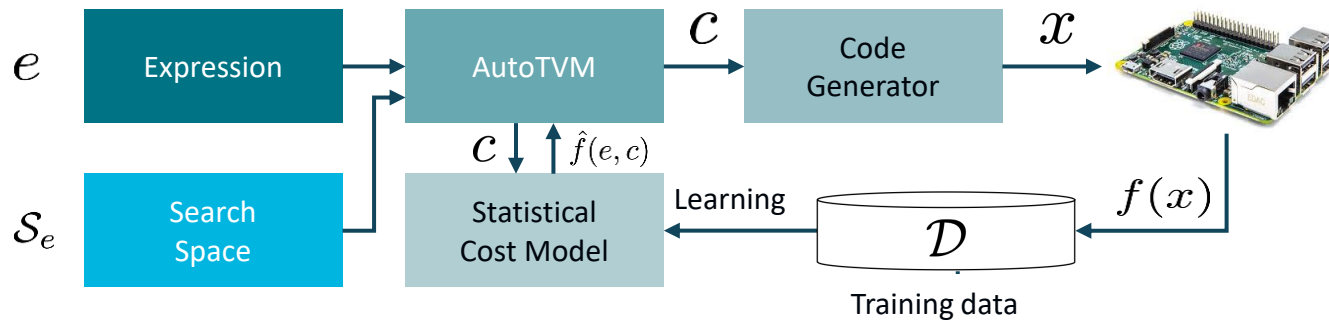 e
Expression
AutoTVM
c
Code
Generator
x
c
f̂(e, c)
𝒮ₑ
Search
Space
Statistical
Cost Model
Learning
𝒟
f(x)
Training data